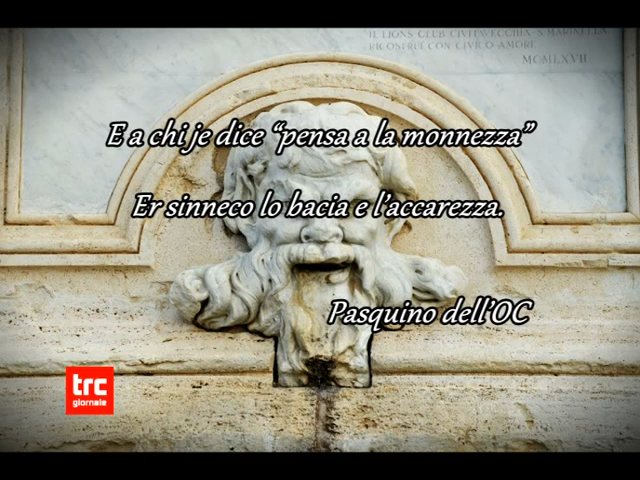 IL LIONS CLUB CIVITAVECCHIA-S. MARINELLA
RICOSTRUÌ CON CIVICO AMORE
MCMLXVII
E a chi je dice “pensa a la monnezza”
Er sinneco lo bacia e l’accarezza.
Pasquino dell’OC
trc
giornale